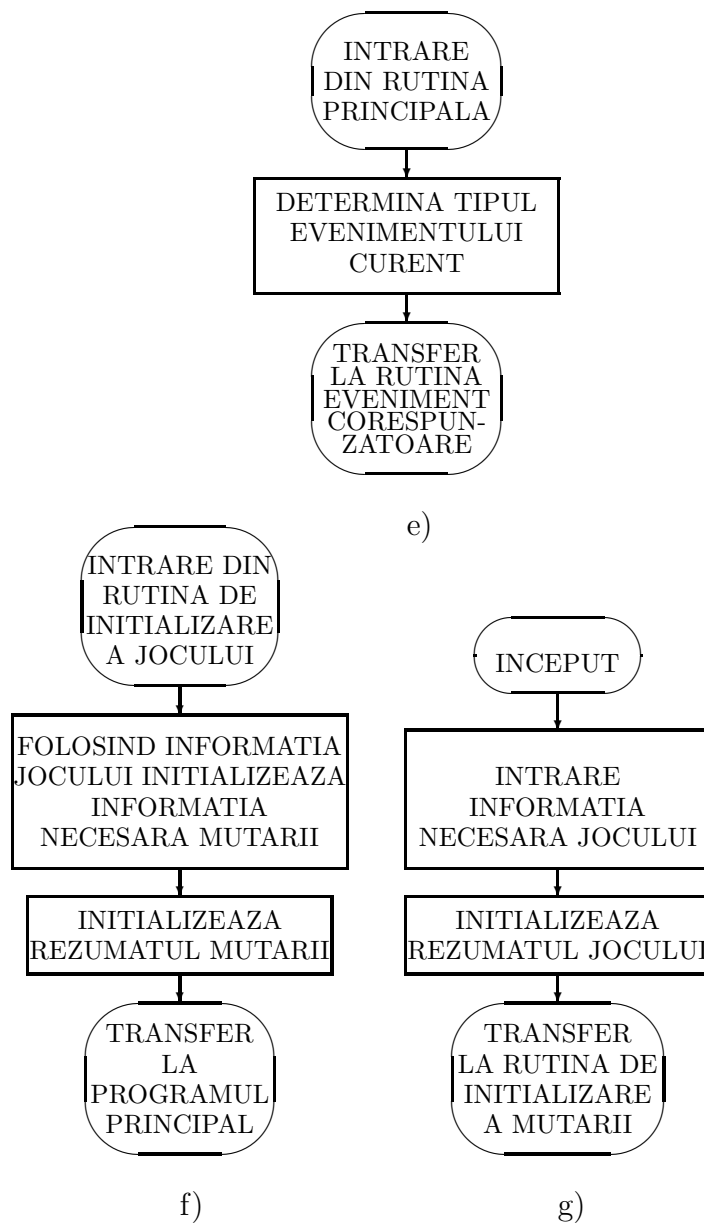 INTRARE
DIN RUTINA
PRINCIPALA
DETERMINA TIPUL
EVENIMENTULUI
CURENT
TRANSFER
LA RUTINA
EVENIMENT
CORESPUN-
ZATOARE
e)
INTRARE DIN
RUTINA DE
INITIALIZARE
A JOCULUI
FOLOSIND INFORMATIA
JOCULUI INITIALIZEAZA
INFORMATIA
NECESARA MUTARII
INITIALIZEAZA
REZUMATUL MUTARII
TRANSFER
LA
PROGRAMUL
PRINCIPAL
f)
INCEPUT
INTRARE
INFORMATIA
NECESARA JOCULUI
INITIALIZEAZA
REZUMATUL JOCULUI
TRANSFER
LA RUTINA DE
INITIALIZARE
A MUTARII
g)